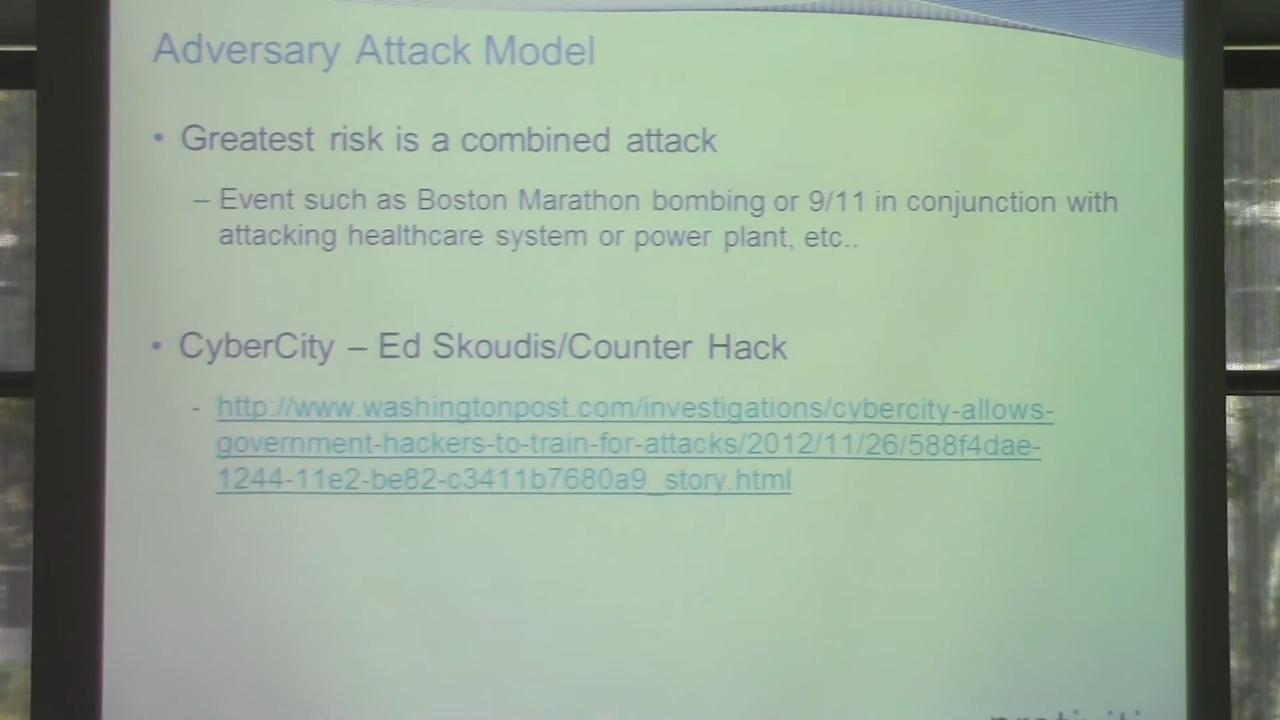 Adversary Attack Model
• Greatest risk is a combined attack
– Event such as Boston Marathon bombing or 9/11 in conjunction with
attacking healthcare system or power plant, etc..
• CyberCity – Ed Skoudis/Counter Hack
- http://www.washingtonpost.com/investigations/cybercity-allows-
government-hackers-to-train-for-attacks/2012/11/26/588f4dae-
1244-11e2-be82-c3411b7680a9_story.html